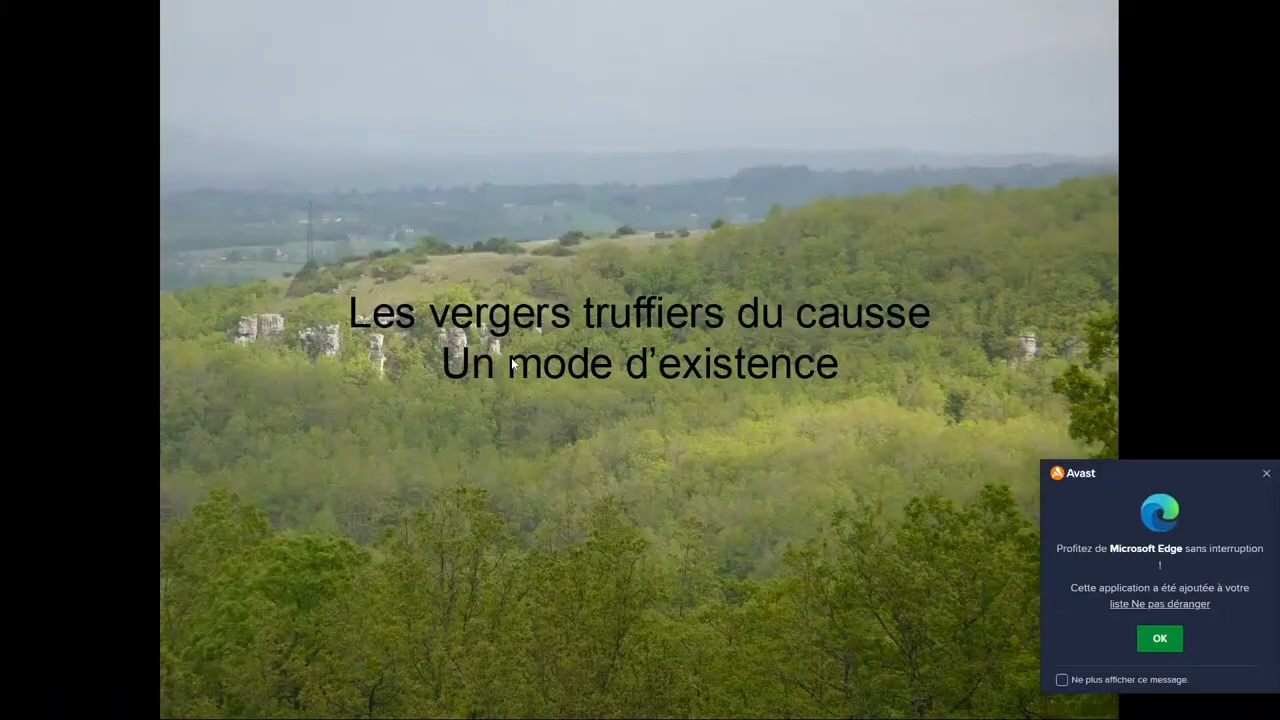 Les vergers truffiers du causse
Un mode d’existence
Avast
Profitez de Microsoft Edge sans interruption
!
Cette application a été ajoutée à votre
liste Ne pas déranger
OK
Ne plus afficher ce message.